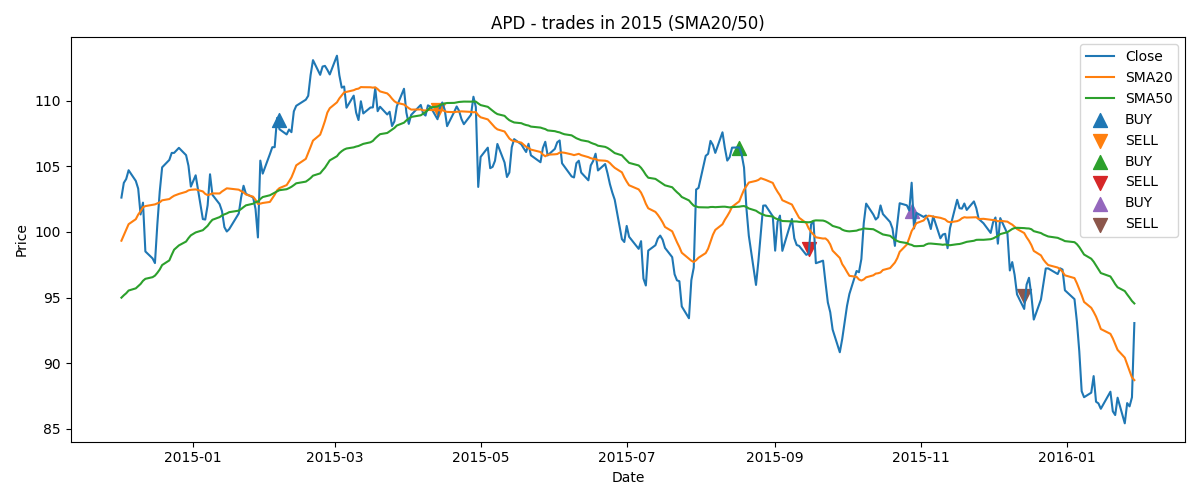 APD - trades in 2015 (SMA20/50)
Close
SMA20
SMA50
BUY
SELL
BUY
SELL
BUY
SELL
Price
110
105
100
95
90
85
2015-01
2015-03
2015-05
2015-07
2015-09
2015-11
2016-01
Date